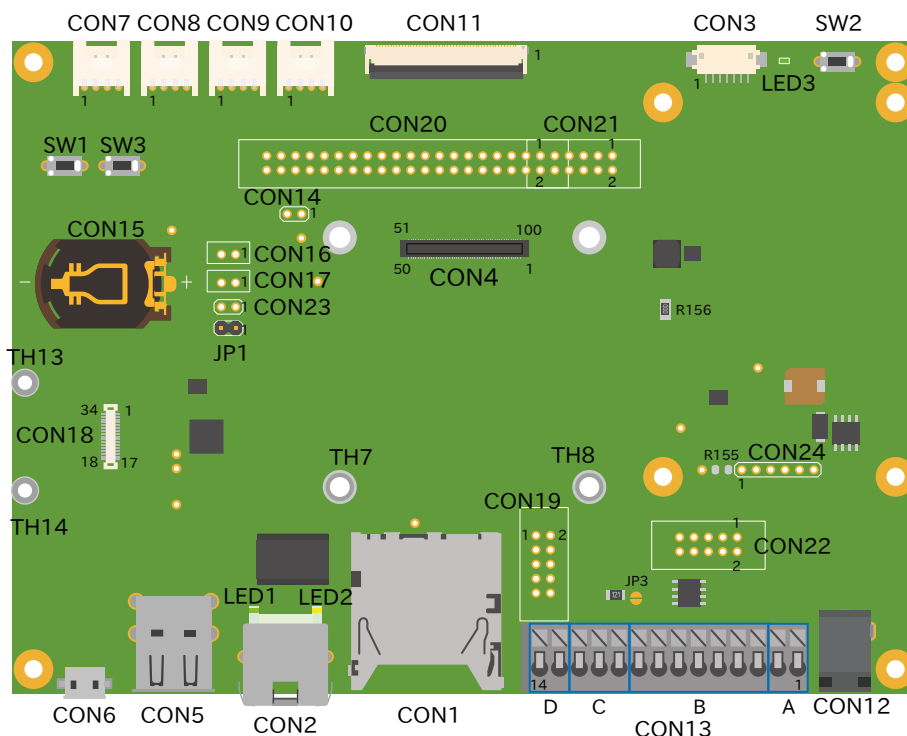 CON7 CON8 CON9 CON10 CON11 CON3 SW2
1 1 1 1 1 1 LED3
CON20 CON21
SW1 SW3 1 1
2 2
CON14 1
CON15 51 100
CON16 1
50 CON4 1
- + CON17 1
CON23
R156
JP1 1
TH13
34 1
CON18
18 17
TH7 TH8 R155 CON24
1
TH14
CON19
1 2 1
CON22
2
JP3
LED1 LED2 121
14 1
CON6 CON5 CON2 CON1 D C B A CON12
CON13